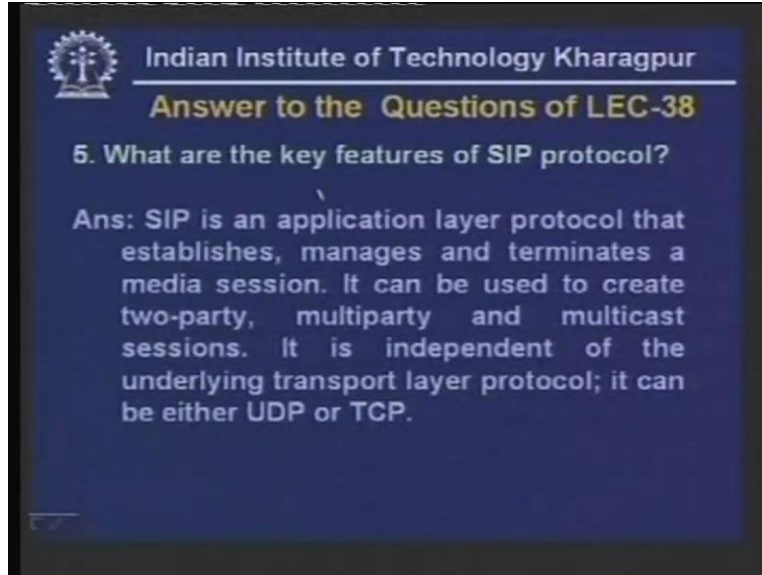 Indian Institute of Technology Kharagpur
Answer to the Questions of LEC-38
5. What are the key features of SIP protocol?
Ans: SIP is an application layer protocol that
establishes, manages and terminates a
media session. It can be used to create
two-party, multiparty and multicast
sessions. It is independent of the
underlying transport layer protocol; it can
be either UDP or TCP.